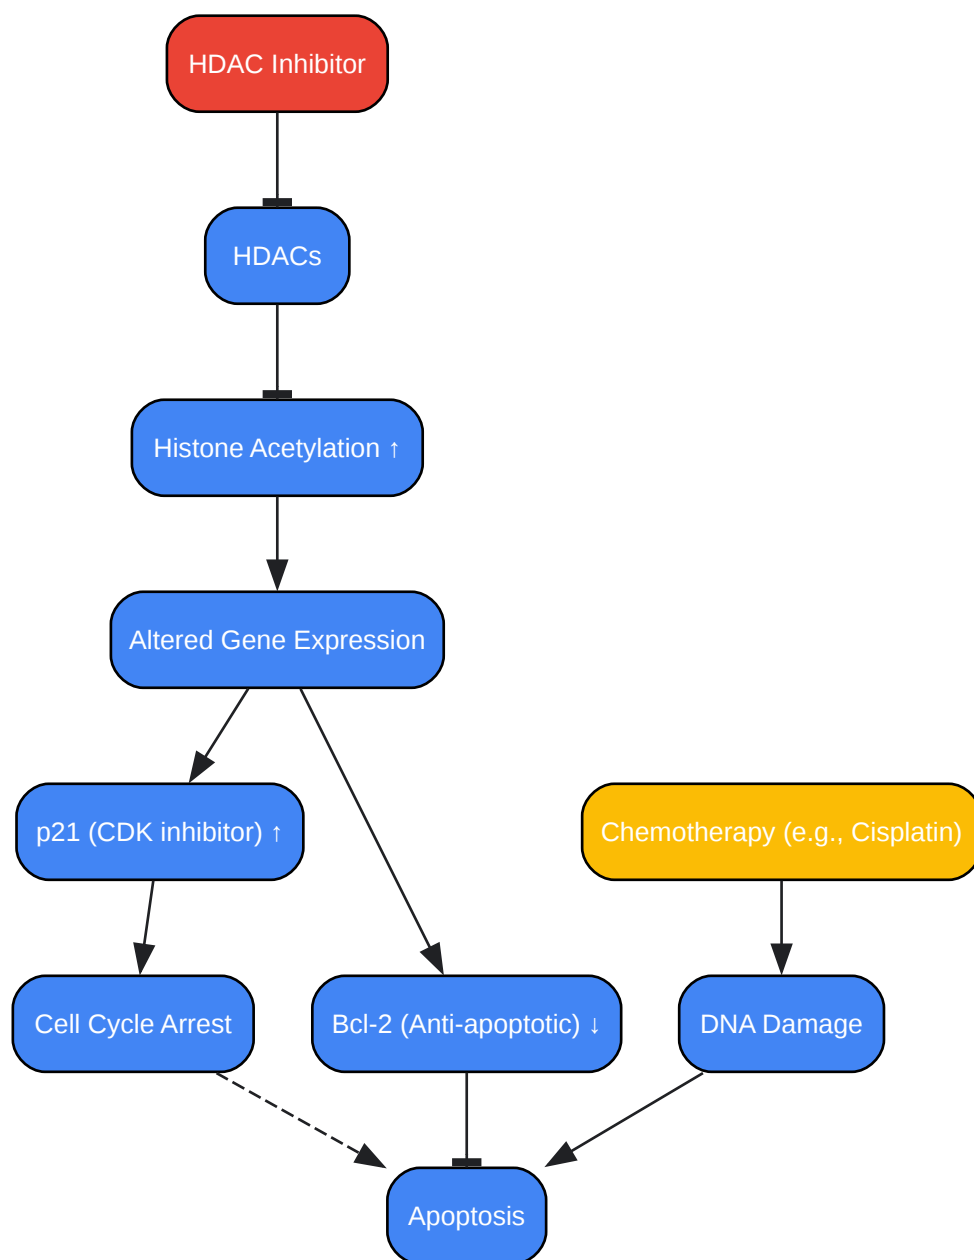 HDAC Inhibitor
HDACs
Histone Acetylation ↑
Altered Gene Expression
p21 (CDK inhibitor) ↑
Chemotherapy (e.g., Cisplatin)
Cell Cycle Arrest
Bcl-2 (Anti-apoptotic) ↓
DNA Damage
Apoptosis